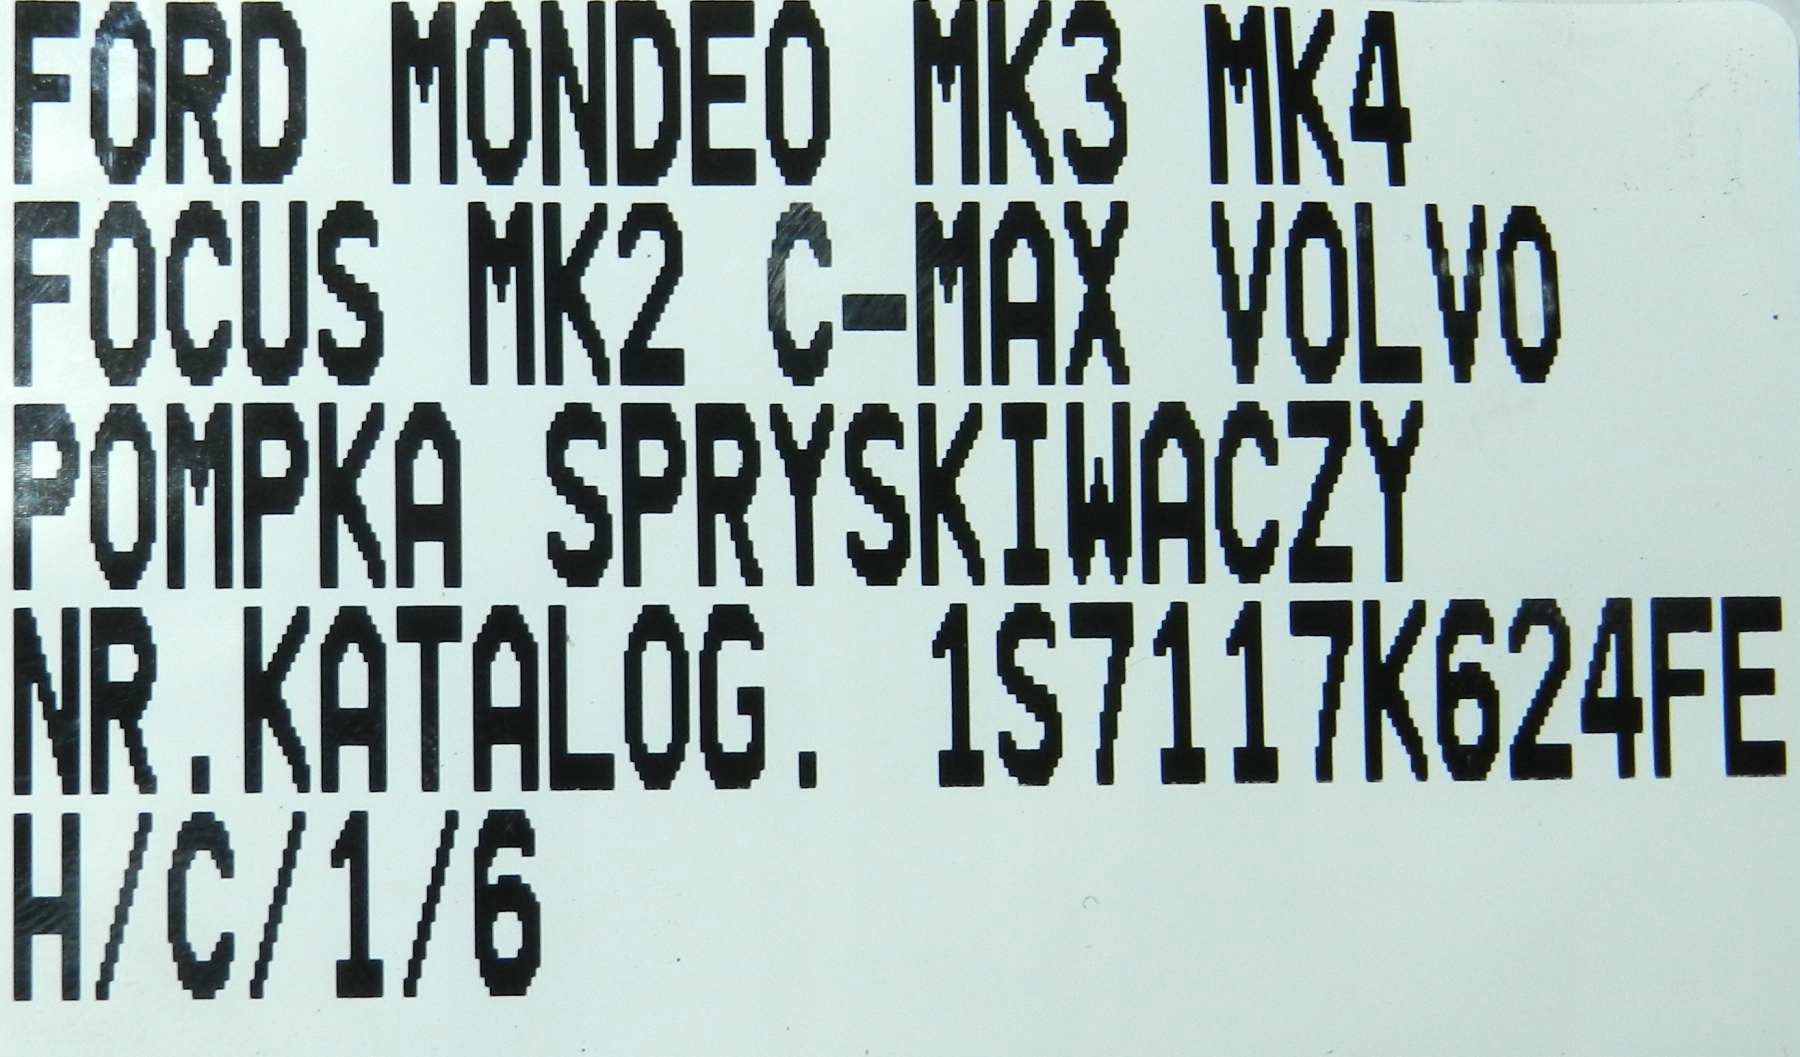 FORD MONDEO MK3 MK4
FOCUS MK2 C-MAX VOLVO
POMPKA SPRYSKIWACZY
NR.KATALOG. 1S7117K624FE
H/C/1/6